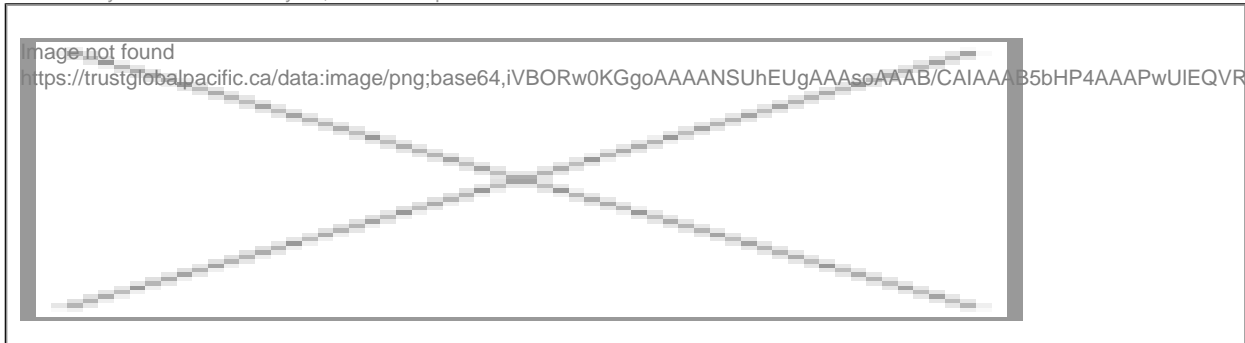 Image not found
https://trustglobalpacific.ca/data:image/png;base64,iVBORw0KGgoAAAANSUhEUgAAAsoAAAB/CAIAAAB5bHP4AAAPwUlEQVR